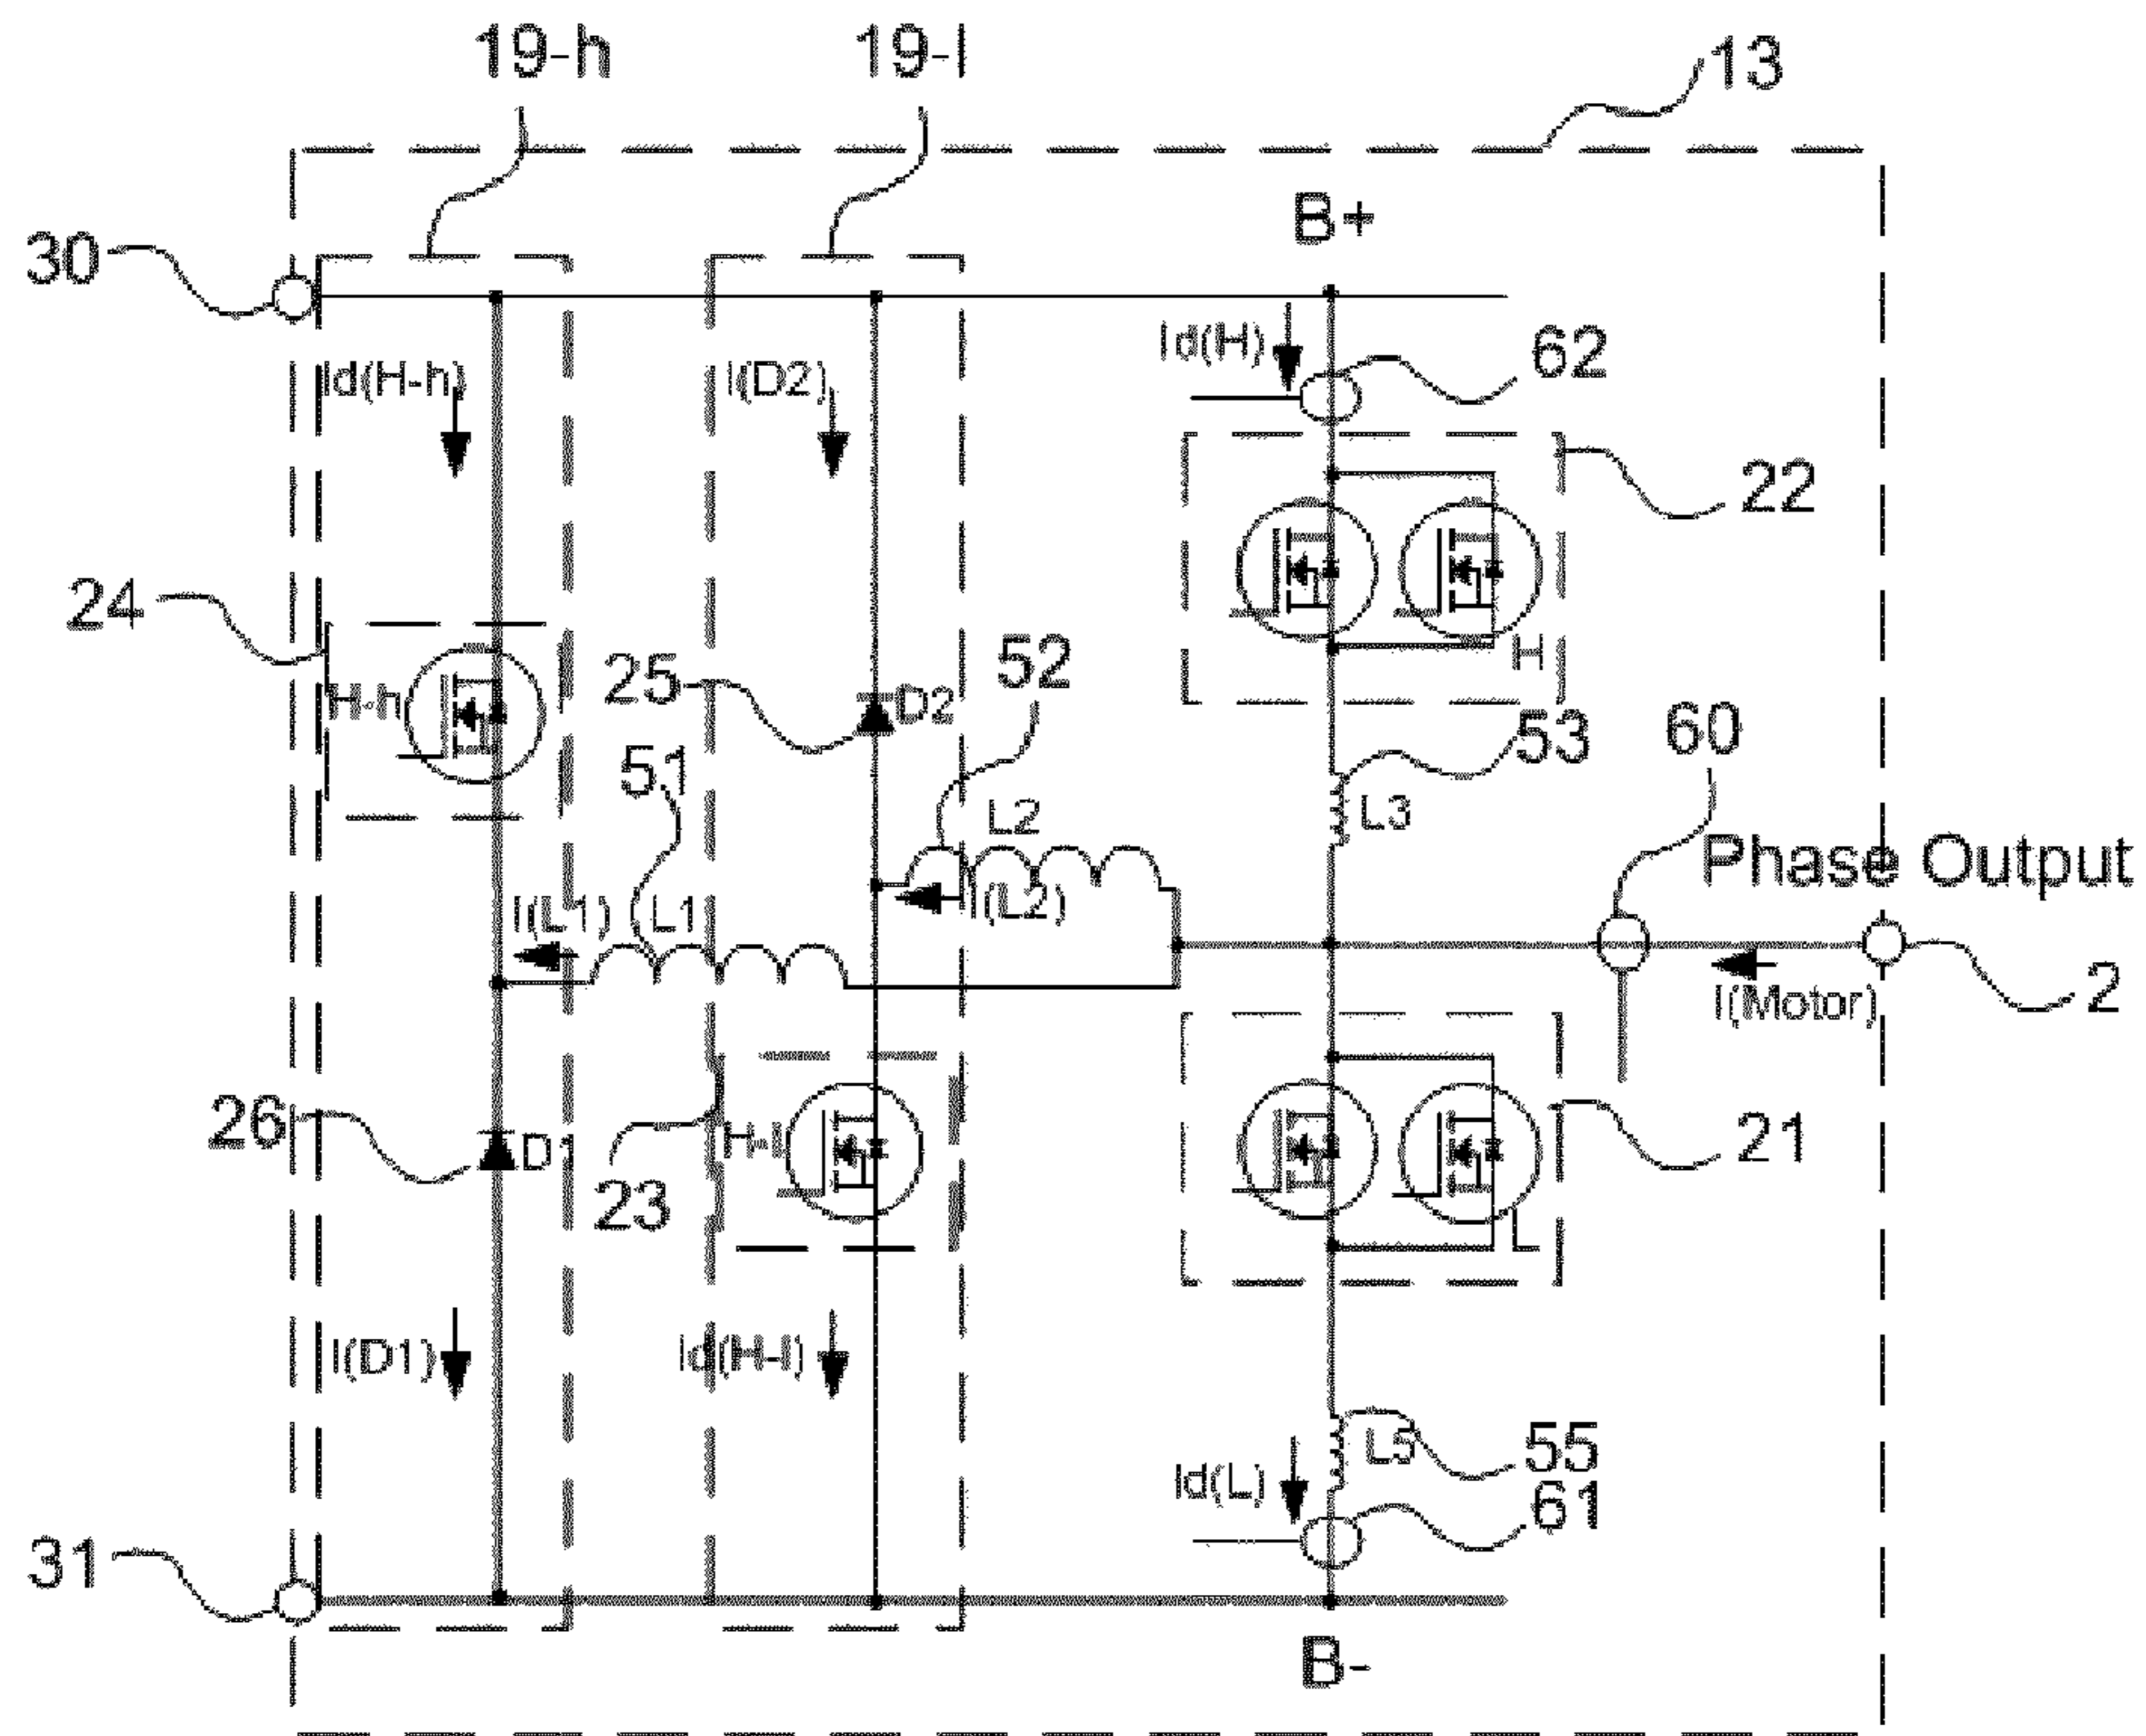 19-h
19-l
13
B+
30
Id(H-h)
I(D2)
Id(H)
62
22
24
H-h
25
D2
52
H
53
60
51
L2
L3
Phase Output
I(L1)
L1
I(L2)
I(Motor)
2
26
D1
23
H-l
21
L
I(D1)
Id(H-l)
Id(L)
L5
55
61
31
B-